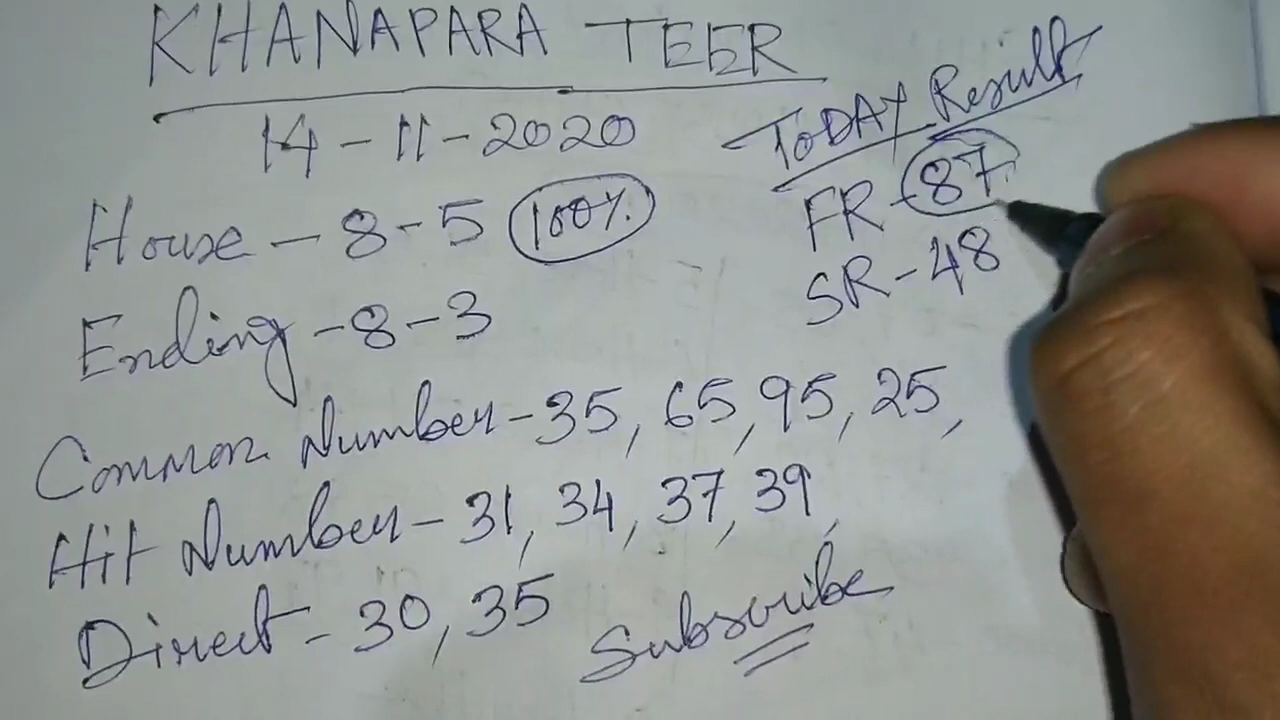 KHANAPARA TEER
14-11-2020
TODAY Result
FR-87
SR-48
House - 8-5 100%.
Ending - 8-3
Common Number - 35, 65, 95, 25,
Hit Number - 31, 34, 37, 39,
Direct - 30, 35
Subscribe